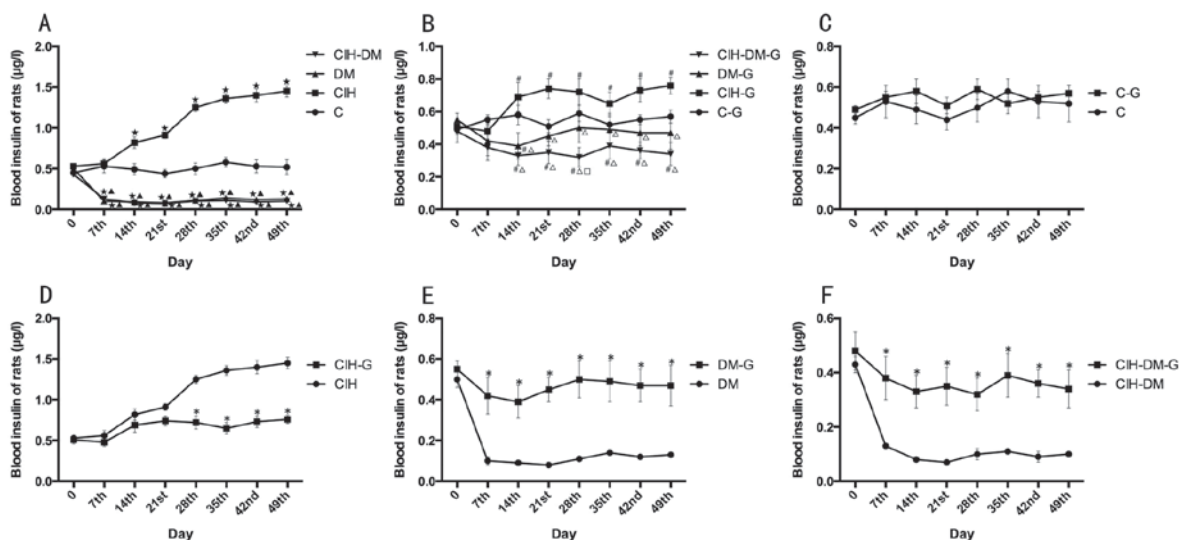 A
Blood insulin of rats (μg/l)
2.0
1.5
1.0
0.5
0.0
0
7th
14th
21st
28th
35th
42nd
49th
Day
CIH-DM
DM
CIH
C
B
Blood insulin of rats (μg/l)
1.0
0.8
0.6
0.4
0.2
0.0
0
7th
14th
21st
28th
35th
42nd
49th
Day
CIH-DM-G
DM-G
CIH-G
C-G
C
Blood insulin of rats (μg/l)
0.8
0.6
0.4
0.2
0.0
0
7th
14th
21st
28th
35th
42nd
49th
Day
C-G
C
D
Blood insulin of rats (μg/l)
2.0
1.5
1.0
0.5
0.0
0
7th
14th
21st
28th
35th
42nd
49th
Day
CIH-G
CIH
E
Blood insulin of rats (μg/l)
0.8
0.6
0.4
0.2
0.0
0
7th
14th
21st
28th
35th
42nd
49th
Day
DM-G
DM
F
Blood insulin of rats (μg/l)
0.6
0.4
0.2
0.0
0
7th
14th
21st
28th
35th
42nd
49th
Day
CIH-DM-G
CIH-DM